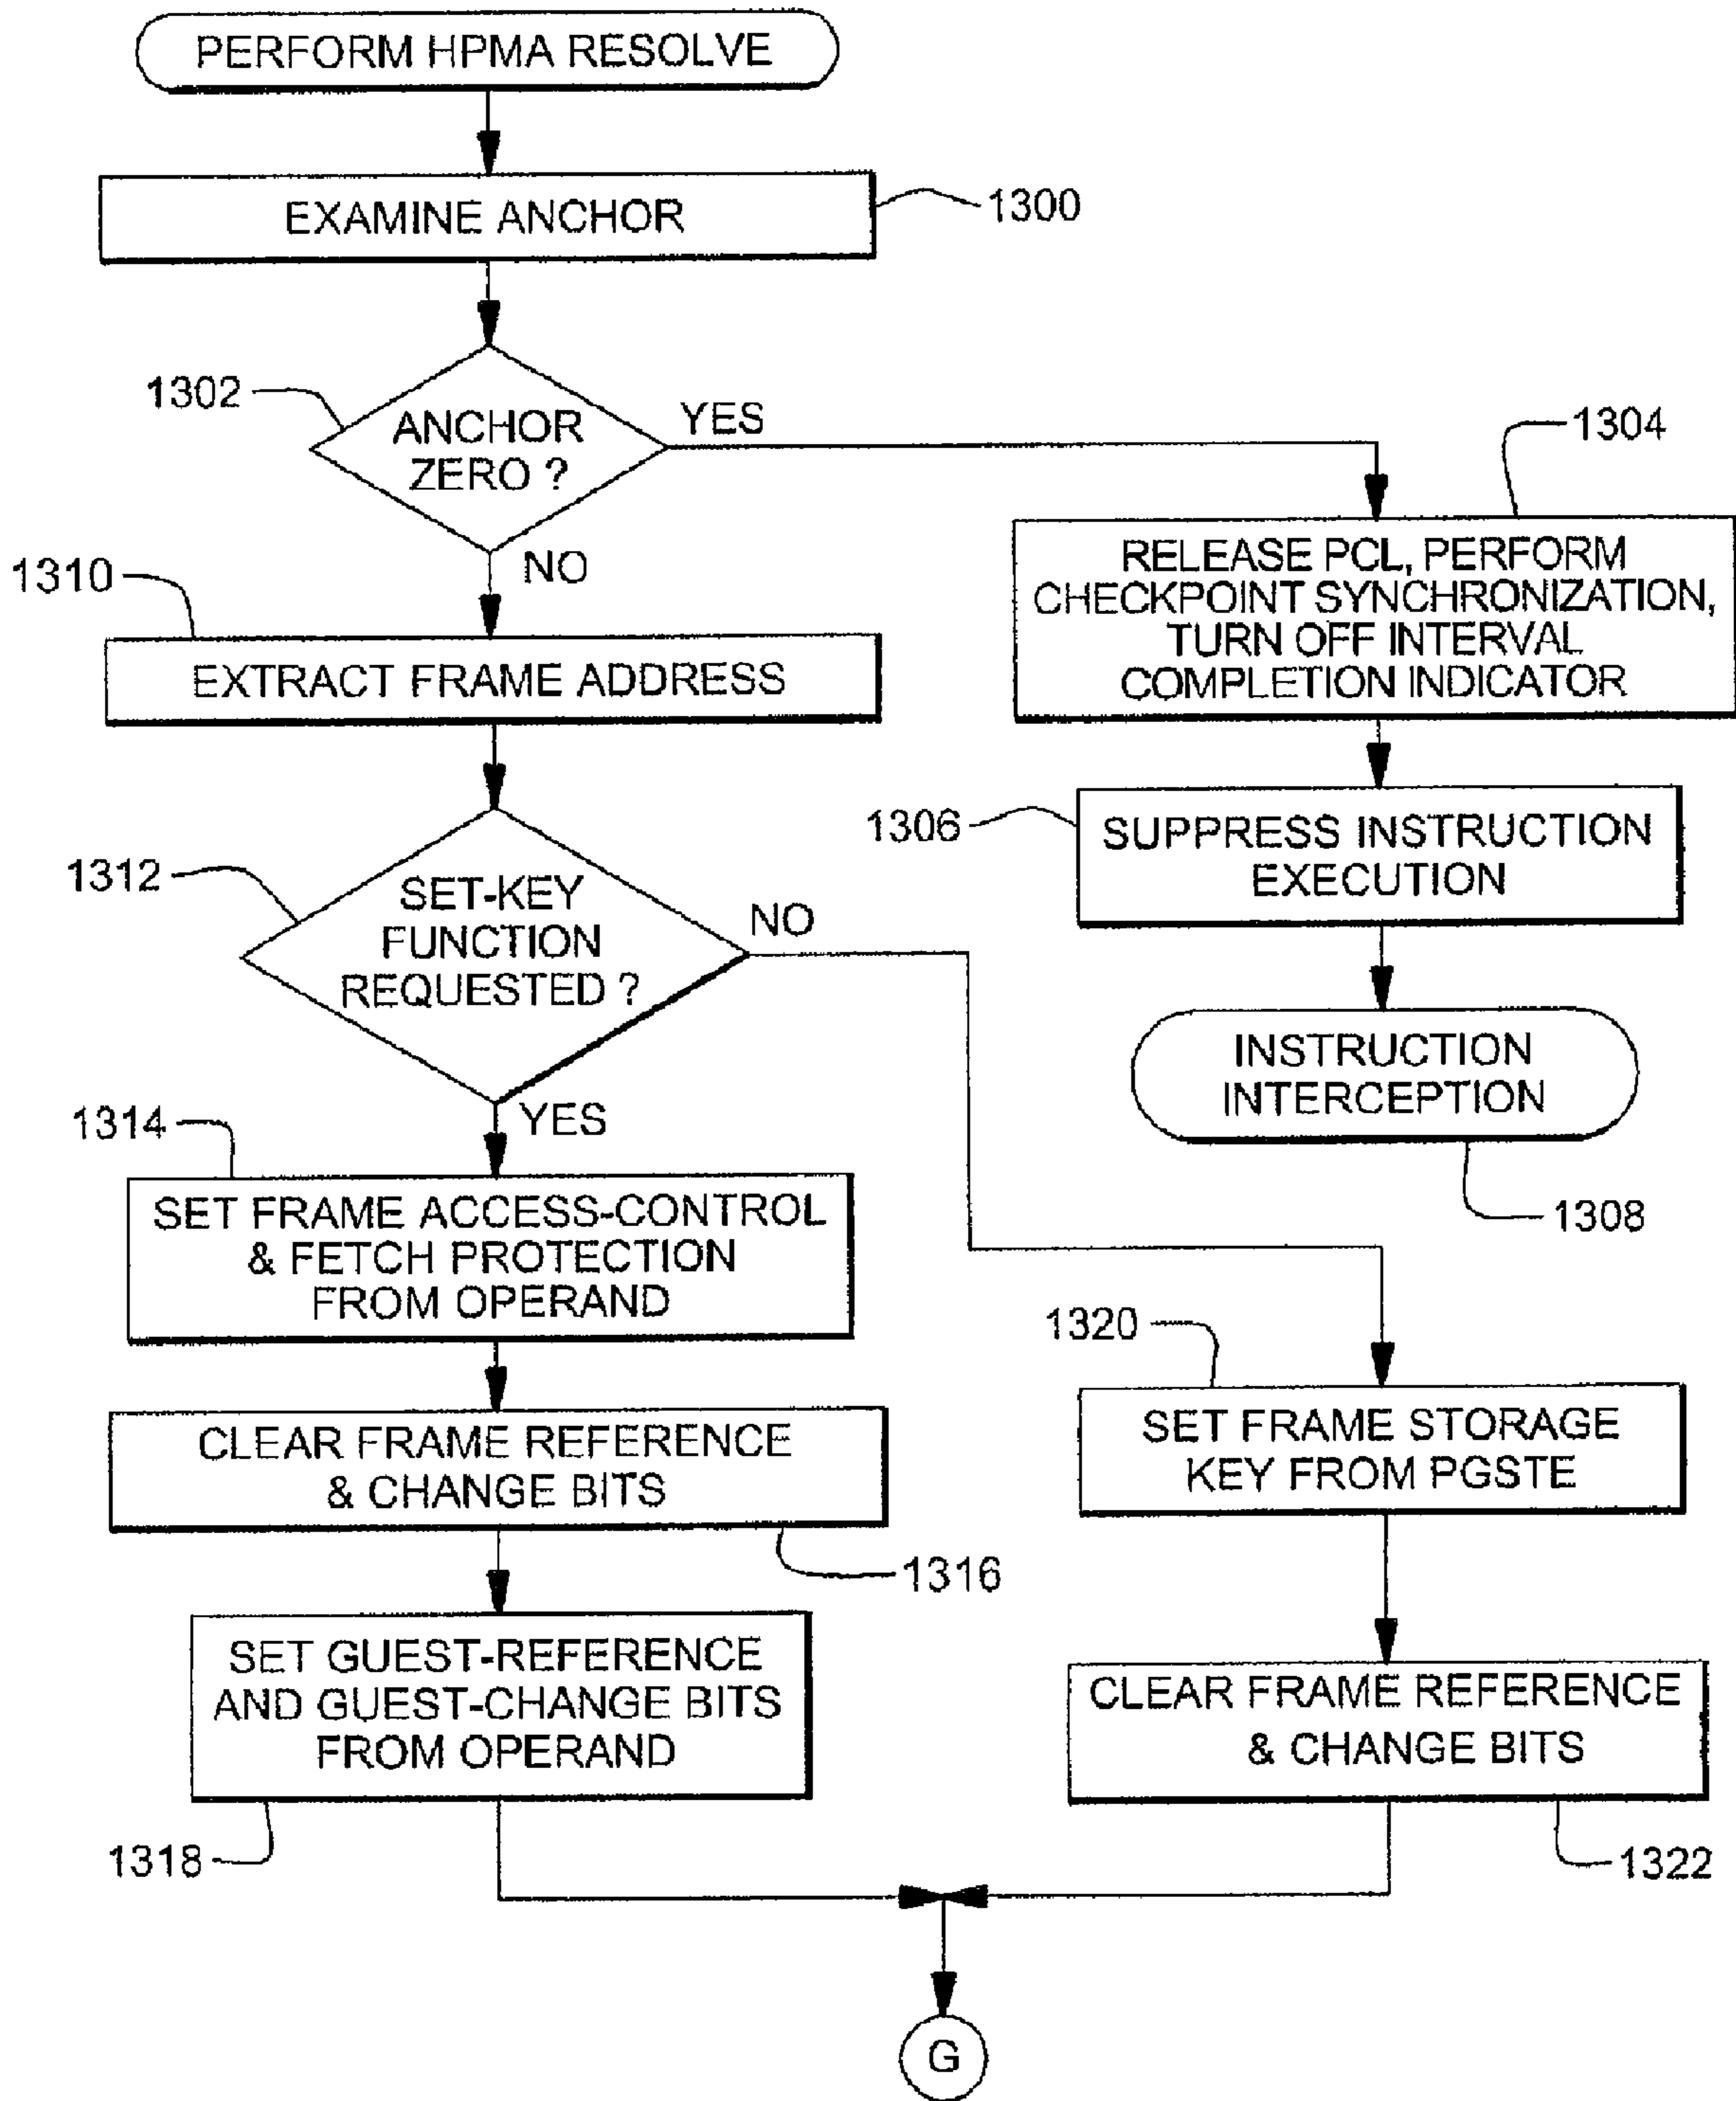 PERFORM HPMA RESOLVE
EXAMINE ANCHOR
1300
1302
ANCHOR
ZERO ?
YES
NO
1304
RELEASE PCL, PERFORM
CHECKPOINT SYNCHRONIZATION,
TURN OFF INTERVAL
COMPLETION INDICATOR
1310
EXTRACT FRAME ADDRESS
1306
SUPPRESS INSTRUCTION
EXECUTION
1312
SET-KEY
FUNCTION
REQUESTED ?
NO
YES
INSTRUCTION
INTERCEPTION
1308
1314
SET FRAME ACCESS-CONTROL
& FETCH PROTECTION
FROM OPERAND
1320
SET FRAME STORAGE
KEY FROM PGSTE
CLEAR FRAME REFERENCE
& CHANGE BITS
1316
SET GUEST-REFERENCE
AND GUEST-CHANGE BITS
FROM OPERAND
1318
CLEAR FRAME REFERENCE
& CHANGE BITS
1322
G